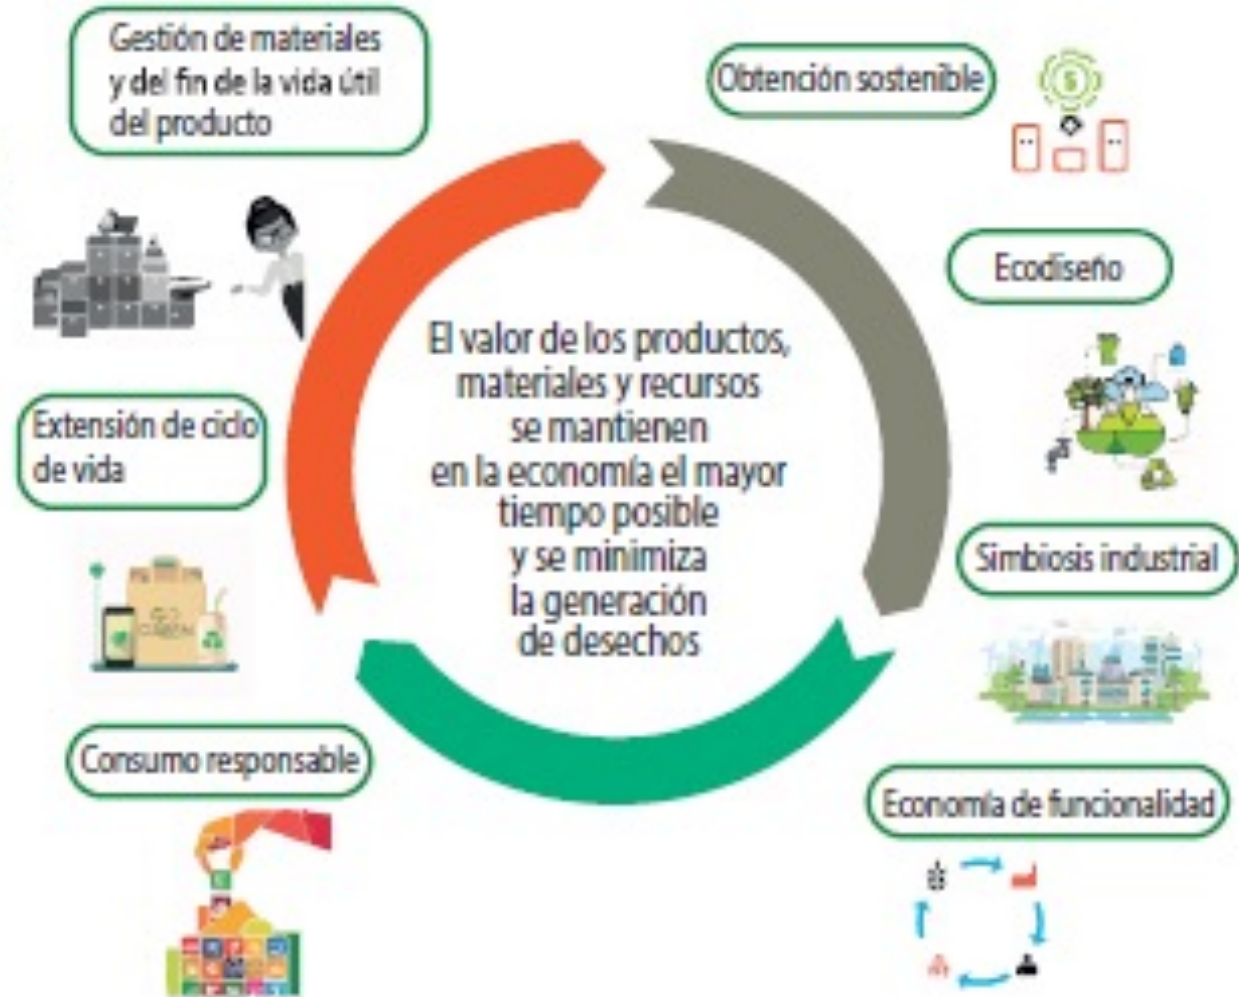 Gestión de materiales
y del fin de la vida útil
del producto
Obtención sostenible
Ecodiseño
Simbiosis industrial
Economía de funcionalidad
Consumo responsable
Extensión de ciclo
de vida
El valor de los productos,
materiales y recursos
se mantienen
en la economía el mayor
tiempo posible
y se minimiza
la generación
de desechos
GO
GREEN